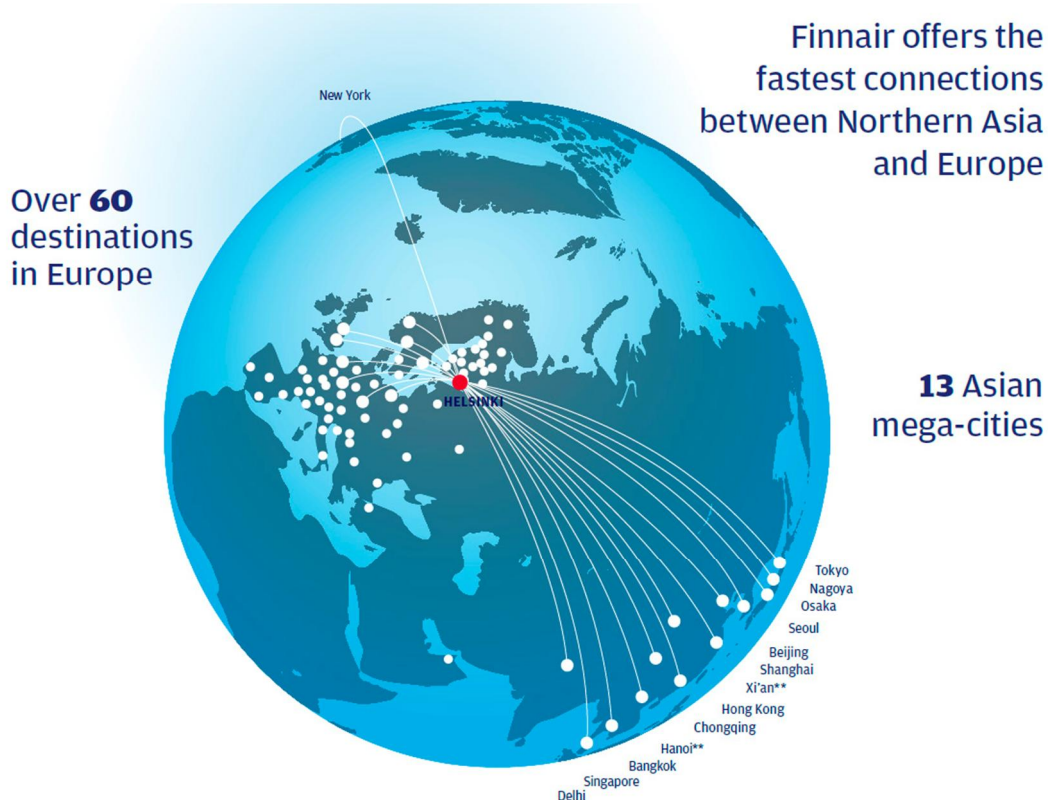 Finnair offers the
fastest connections
between Northern Asia
and Europe
New York
Over 60
destinations
in Europe
13 Asian
mega-cities
HELSINKI
Tokyo
Nagoya
Osaka
Seoul
Beijing
Shanghai
Xi'an**
Hong Kong
Chongqing
Hanoi**
Bangkok
Singapore
Delhi